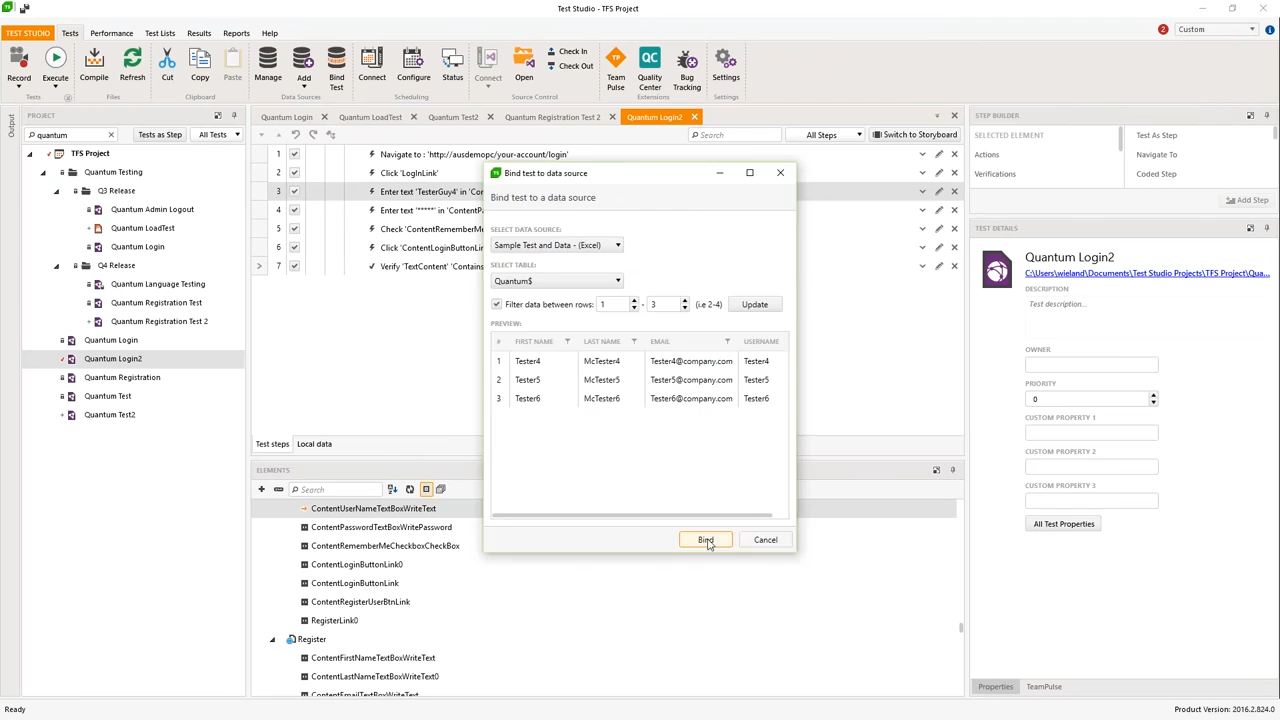 Test Studio - TFS Project
TEST STUDIO Tests Performance Test Lists Results Reports Help 2 Custom
Record Execute Compile Refresh Cut Copy Paste Manage Add Bind Test Connect Configure Status Connect Open Check In Check Out Team Pulse Quality Center Bug Tracking Settings
Tests Files Clipboard Data Sources Scheduling Source Control Extensions Settings
Output
PROJECT
quantum Tests as Step All Tests
TFS Project
Quantum Testing
Q3 Release
Quantum Admin Logout
Quantum LoadTest
Quantum Login
Q4 Release
Quantum Language Testing
Quantum Registration Test
Quantum Registration Test 2
Quantum Login
Quantum Login2
Quantum Registration
Quantum Test
Quantum Test2
Quantum Login Quantum LoadTest Quantum Test2 Quantum Registration Test 2 Quantum Login2
Search All Steps Switch to Storyboard
1 Navigate to : 'http://ausdemopc/your-account/login'
2 Click 'LogInLink'
3 Enter text 'TesterGuy4' in 'Co
4 Enter text '*****' in 'ContentPa
5 Check 'ContentRememberMe
6 Click 'ContentLoginButtonLink
7 Verify 'TextContent' 'Contains
Test steps Local data
Bind test to data source
Bind test to a data source
SELECT DATA SOURCE:
Sample Test and Data - (Excel)
SELECT TABLE:
Quantum$
Filter data between rows: 1 - 3 (i.e 2-4) Update
PREVIEW:
# FIRST NAME LAST NAME EMAIL USERNAME
1 Tester4 McTester4 Tester4@company.com Tester4
2 Tester5 McTester5 Tester5@company.com Tester5
3 Tester6 McTester6 Tester6@company.com Tester6
Bind Cancel
ELEMENTS
Search
ContentUserNameTextBoxWriteText
ContentPasswordTextBoxWritePassword
ContentRememberMeCheckboxCheckBox
ContentLoginButtonLink0
ContentLoginButtonLink
ContentRegisterUserBtnLink
RegisterLink0
Register
ContentFirstNameTextBoxWriteText
ContentLastNameTextBoxWriteText0
ContentEmailTextBoxWriteText
STEP BUILDER
SELECTED ELEMENT Test As Step
Actions Navigate To
Verifications Coded Step
Add Step
TEST DETAILS
Quantum Login2
C:\Users\wieland\Documents\Test Studio Projects\TFS Project\Qua...
DESCRIPTION
Test description...
OWNER
PRIORITY
0
CUSTOM PROPERTY 1
CUSTOM PROPERTY 2
CUSTOM PROPERTY 3
All Test Properties
Properties TeamPulse
Ready Product Version: 2016.2.824.0